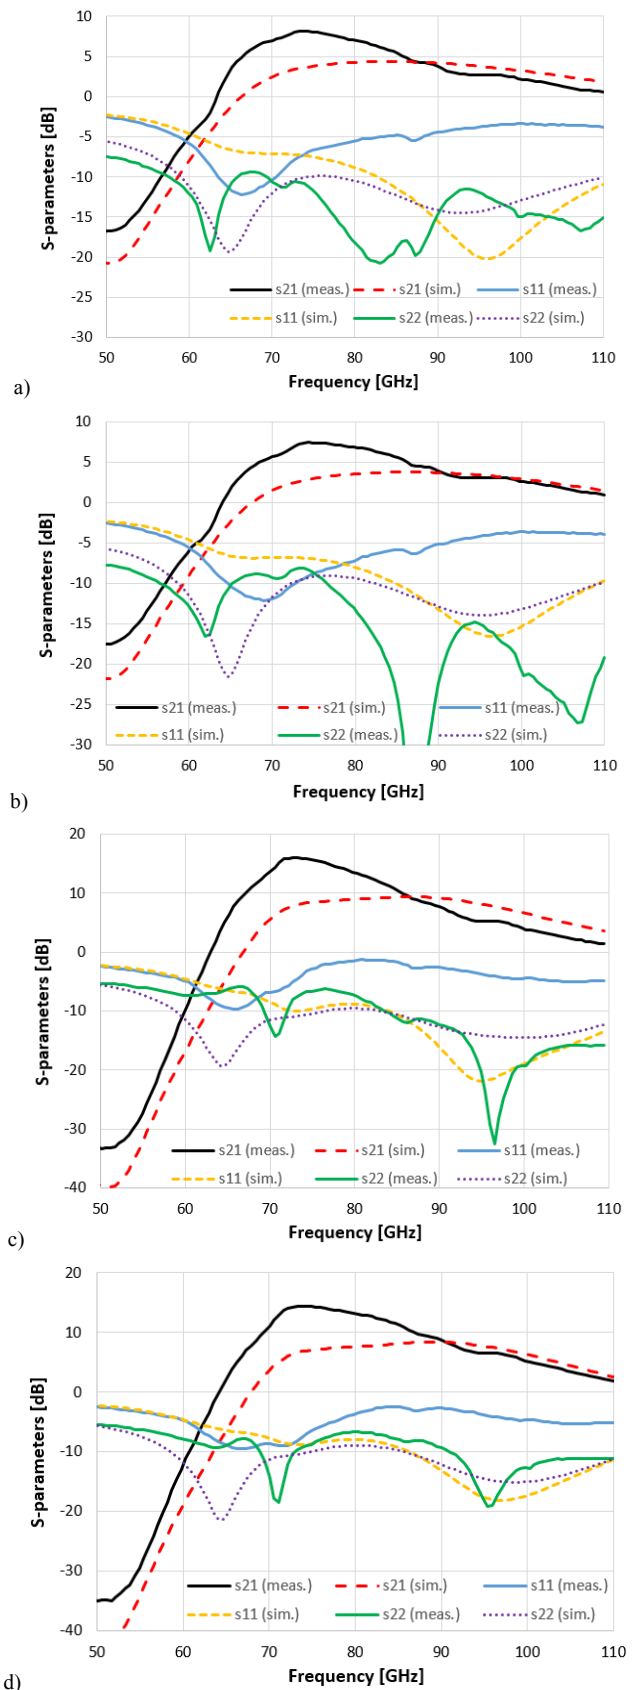 10
5
0
-5
-10
-15
-20
-25
-30
S-parameters [dB]
s21 (meas.) s21 (sim.) s11 (meas.)
s11 (sim.) s22 (meas.) s22 (sim.)
50 60 70 80 90 100 110
Frequency [GHz]
a)
10
5
0
-5
-10
-15
-20
-25
-30
S-parameters [dB]
s21 (meas.) s21 (sim.) s11 (meas.)
s11 (sim.) s22 (meas.) s22 (sim.)
50 60 70 80 90 100 110
Frequency [GHz]
b)
20
10
0
-10
-20
-30
-40
S-parameters [dB]
s21 (meas.) s21 (sim.) s11 (meas.)
s11 (sim.) s22 (meas.) s22 (sim.)
50 60 70 80 90 100 110
Frequency [GHz]
c)
20
10
0
-10
-20
-30
-40
S-parameters [dB]
s21 (meas.) s21 (sim.) s11 (meas.)
s11 (sim.) s22 (meas.) s22 (sim.)
50 60 70 80 90 100 110
Frequency [GHz]
d)